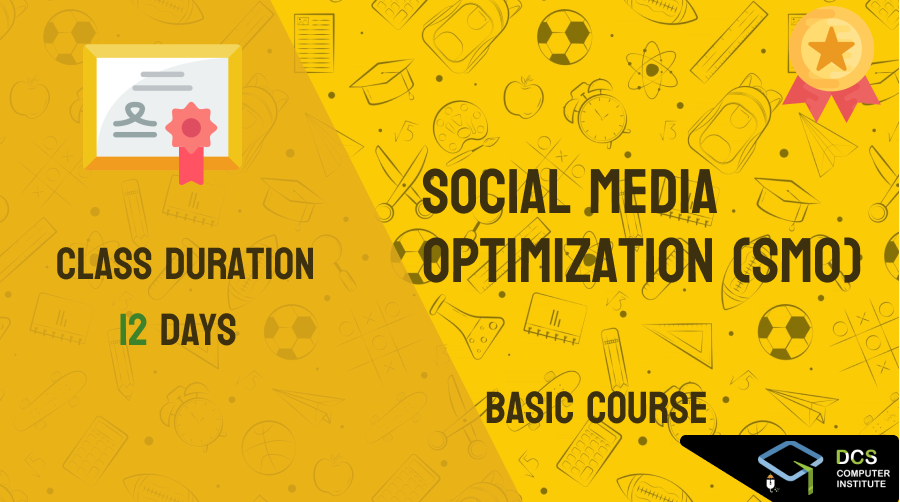 CLASS DURATION
12 DAYS
SOCIAL MEDIA
OPTIMIZATION (SMO)
BASIC COURSE
DCS
COMPUTER
INSTITUTE